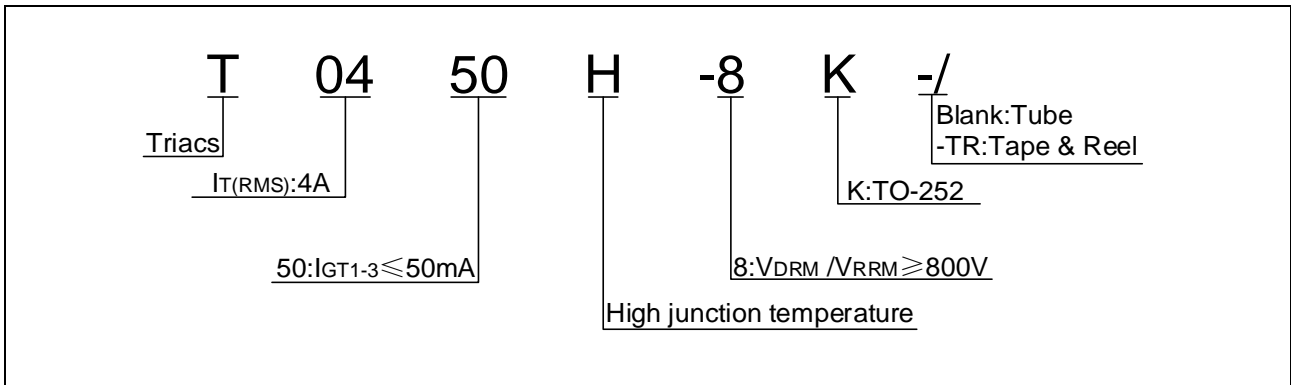 T 04 50 H -8 K -/
Blank:Tube
-TR:Tape & Reel
Triacs
IT(RMS):4A
K:TO-252
50:IGT1-3≤50mA
8:VDRM /VRRM≥800V
High junction temperature